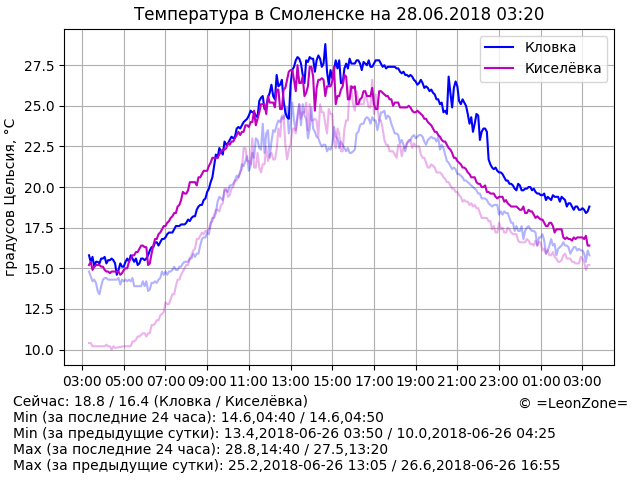 Температура в Смоленске на 28.06.2018 03:20
Кловка
Киселёвка
градусов Цельсия, °C
27.5
25.0
22.5
20.0
17.5
15.0
12.5
10.0
03:00 05:00 07:00 09:00 11:00 13:00 15:00 17:00 19:00 21:00 23:00 01:00 03:00
Сейчас: 18.8 / 16.4 (Кловка / Киселёвка)
© =LeonZone=
Min (за последние 24 часа): 14.6,04:40 / 14.6,04:50
Min (за предыдущие сутки): 13.4,2018-06-26 03:50 / 10.0,2018-06-26 04:25
Max (за последние 24 часа): 28.8,14:40 / 27.5,13:20
Max (за предыдущие сутки): 25.2,2018-06-26 13:05 / 26.6,2018-06-26 16:55